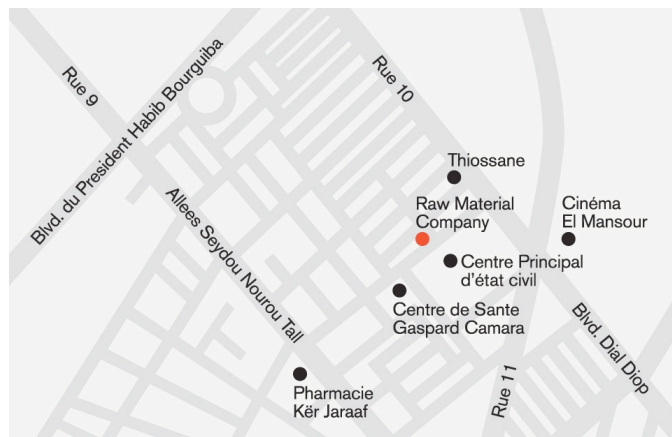 Rue 9
Blvd. du President Habib Bourguiba
Rue 10
Allees Seydou Nourou Tall
Thiossane
Raw Material
Company
Cinéma
El Mansour
Centre Principal
d'état civil
Centre de Sante
Gaspard Camara
Blvd. Dial Diop
Rue 11
Pharmacie
Kër Jaraaf